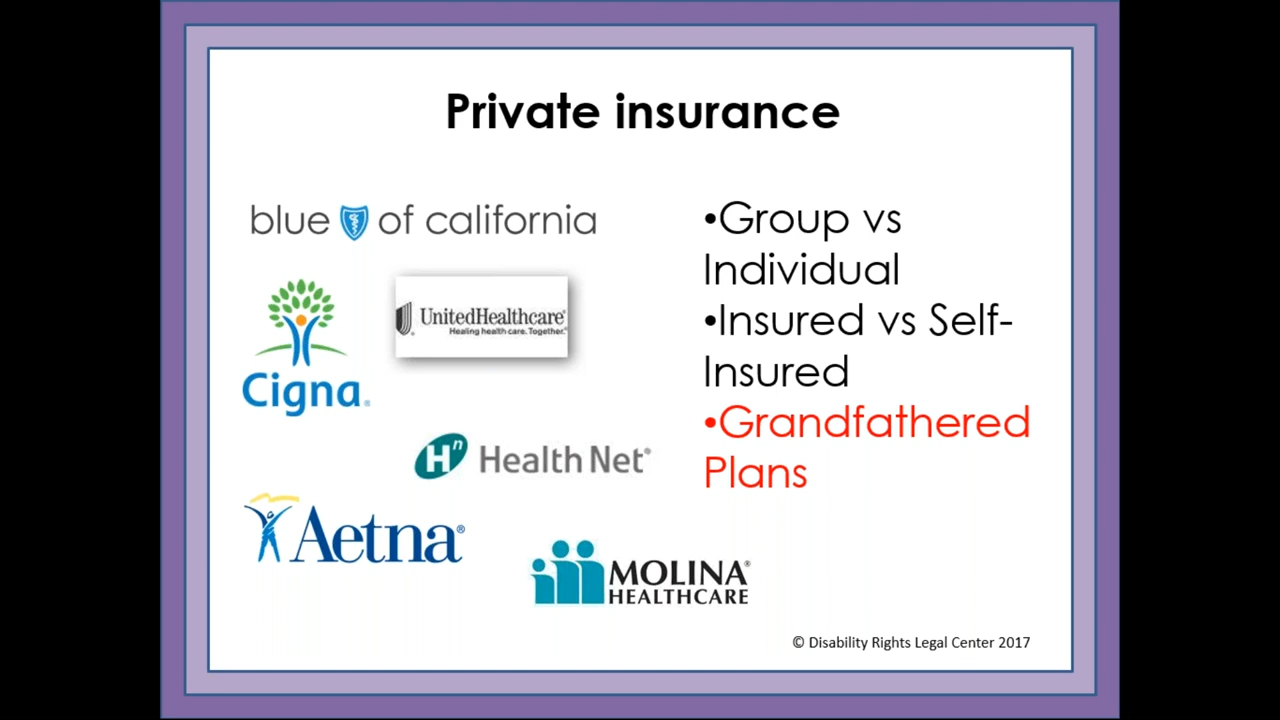 Private insurance
blue of california
Cigna®
UnitedHealthcare®
Healing health care. Together.®
Hn Health Net®
Aetna®
MOLINA®
HEALTHCARE
•Group vs
Individual
•Insured vs Self-
Insured
•Grandfathered
Plans
© Disability Rights Legal Center 2017